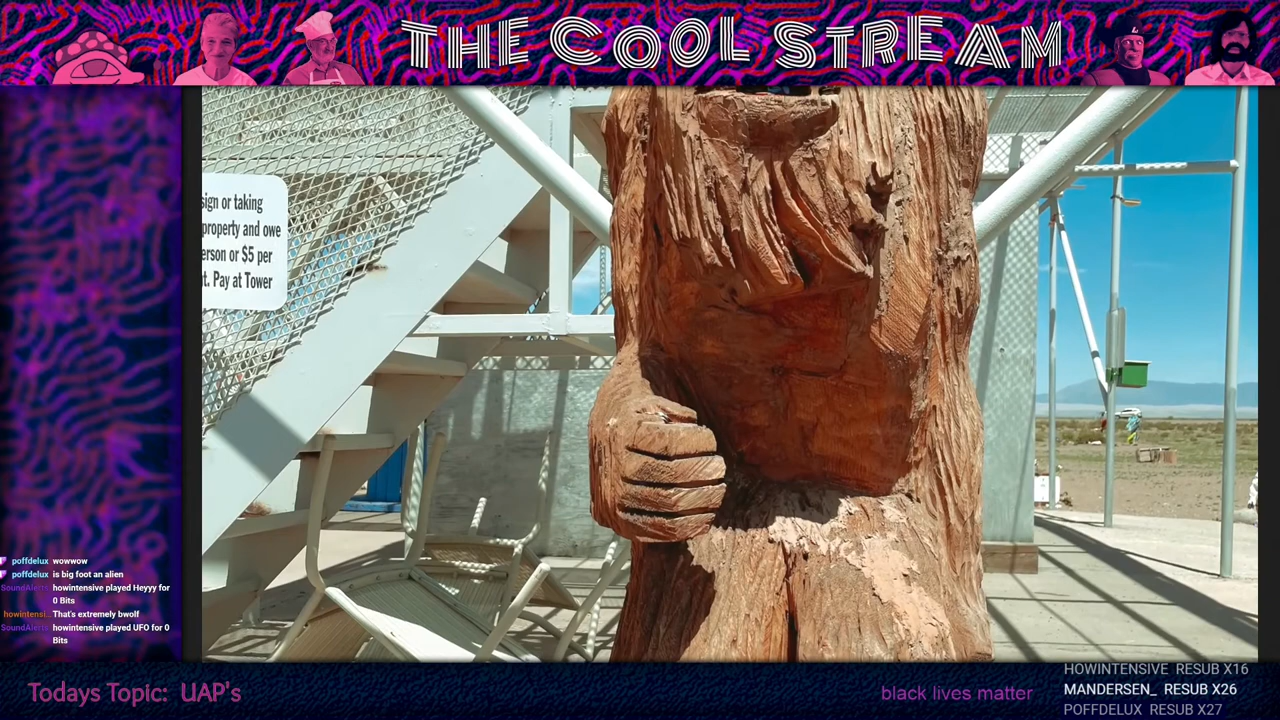 THE COOL STREAM
sign or taking
property and owe
erson or $5 per
t. Pay at Tower
poffdelux wowwow
poffdelux is big foot an alien
SoundAlerts howintensive played Heyyy for
0 Bits
howintensi... That's extremely bwolf
SoundAlerts howintensive played UFO for 0
Bits
Todays Topic: UAP's
black lives matter
HOWINTENSIVE RESUB X16
MANDERSEN_ RESUB X26
POFFDELUX RESUB X27